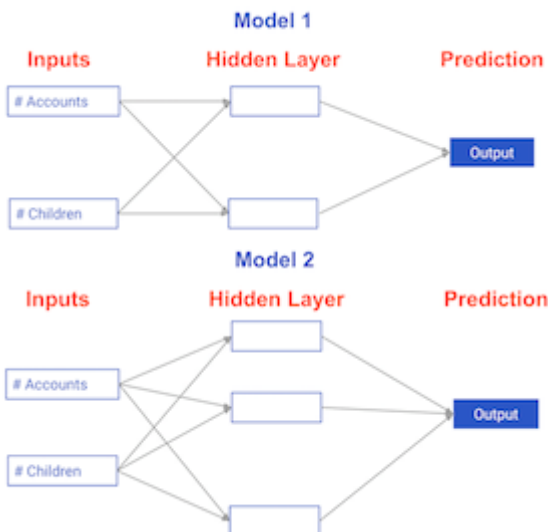 Model 1
Inputs Hidden Layer Prediction
# Accounts
Output
# Children
Model 2
Inputs Hidden Layer Prediction
# Accounts
Output
# Children